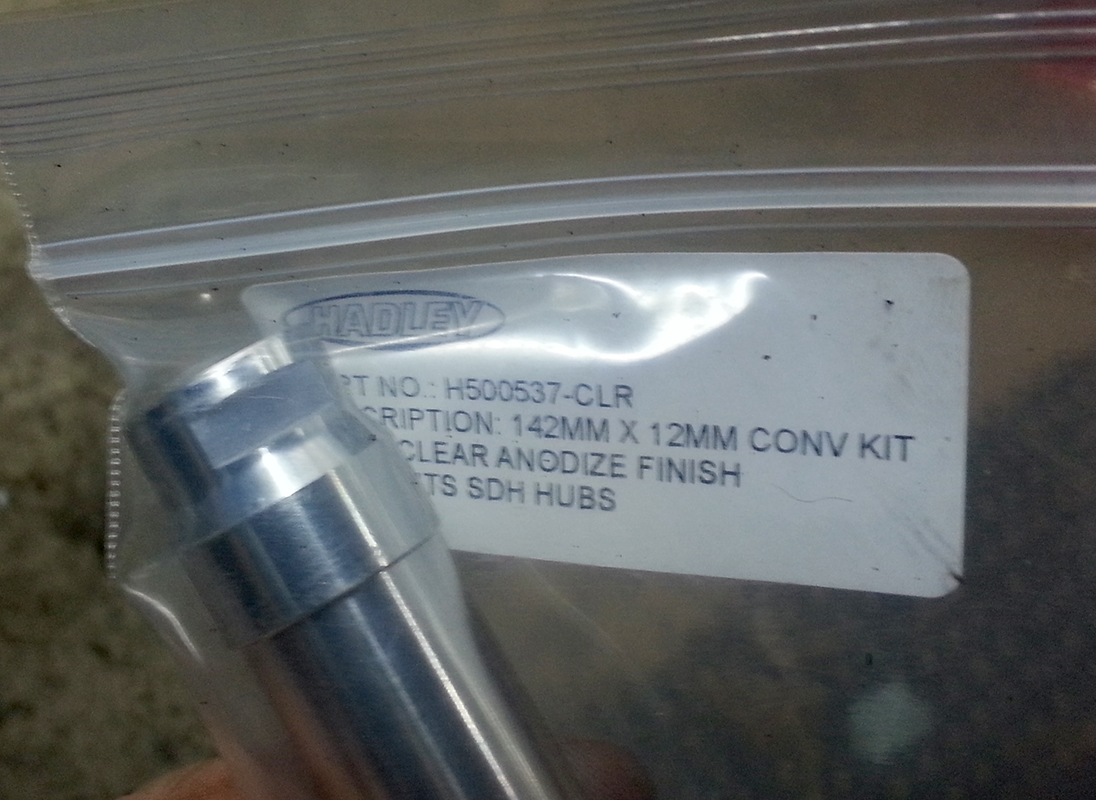 HADLEY
RT NO.: H500537-CLR
CRIPTION: 142MM X 12MM CONV KIT
CLEAR ANODIZE FINISH
TS SDH HUBS